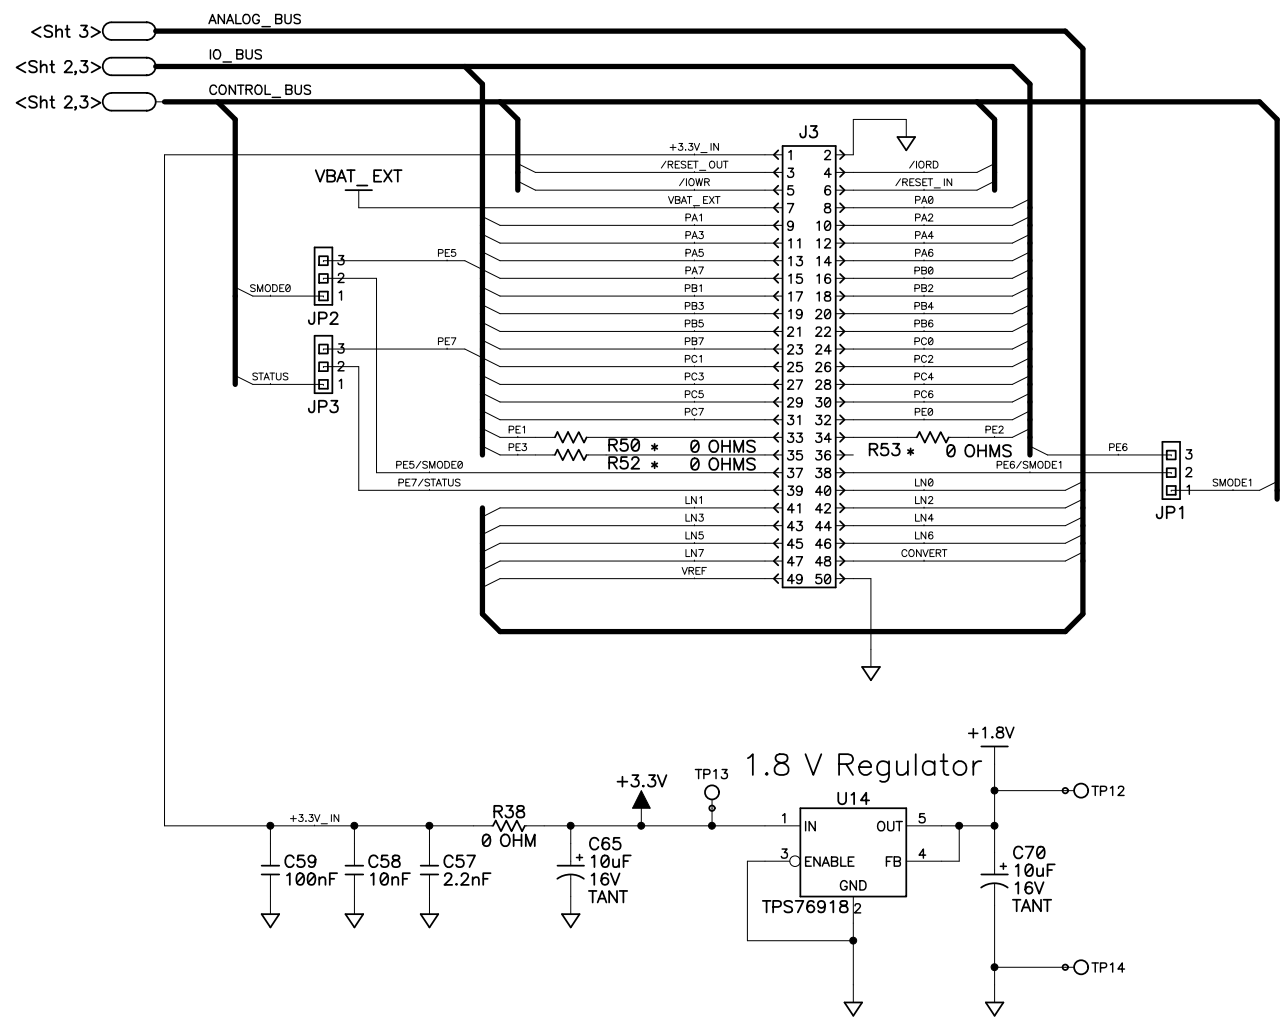 <Sht 3> ANALOG_BUS
<Sht 2,3> IO_BUS
<Sht 2,3> CONTROL_BUS
J3
+3.3V_IN 1 2
/RESET_OUT 3 4 /IORD
/IOWR 5 6 /RESET_IN
VBAT_EXT
VBAT_EXT 7 8 PA0
PA1 9 10 PA2
PA3 11 12 PA4
PE5 PA5 13 14 PA6
PA7 15 16 PB0
PB1 17 18 PB2
PB3 19 20 PB4
PB5 21 22 PB6
PE7 PB7 23 24 PC0
PC1 25 26 PC2
PC3 27 28 PC4
PC5 29 30 PC6
PC7 31 32 PE0
PE1 33 34 PE2
R50 * 0 OHMS
PE3 35 36
R52 * 0 OHMS
R53 * 0 OHMS
PE5/SMODE0 37 38 PE6/SMODE1
PE7/STATUS 39 40 LN0
LN1 41 42 LN2
LN3 43 44 LN4
LN5 45 46 LN6
LN7 47 48 CONVERT
VREF 49 50
3
2
SMODE0 1
JP2
3
2
STATUS 1
JP3
PE6 3
2
1 SMODE1
JP1
+3.3V_IN
C59
100nF
C58
10nF
C57
2.2nF
R38
0 OHM
C65
+ 10uF
16V
TANT
+3.3V
TP13
1.8 V Regulator
U14
1 IN OUT 5
3 ENABLE FB 4
GND
TPS76918 2
+1.8V
TP12
C70
+ 10uF
16V
TANT
TP14